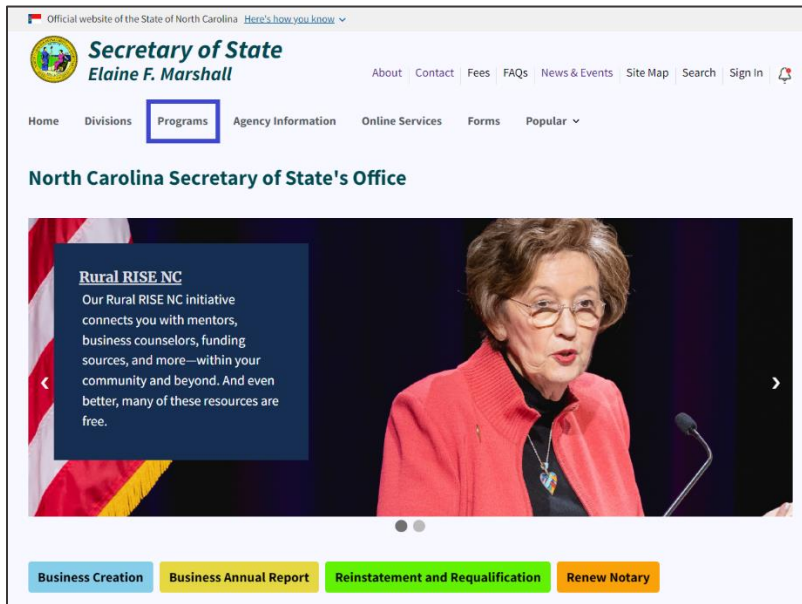 Official website of the State of North Carolina Here's how you know
Secretary of State
Elaine F. Marshall
About Contact Fees FAQs News & Events Site Map Search Sign In
Home Divisions Programs Agency Information Online Services Forms Popular
North Carolina Secretary of State's Office
Rural RISE NC
Our Rural RISE NC initiative
connects you with mentors,
business counselors, funding
sources, and more—within your
community and beyond. And even
better, many of these resources are
free.
Business Creation Business Annual Report Reinstatement and Requalification Renew Notary